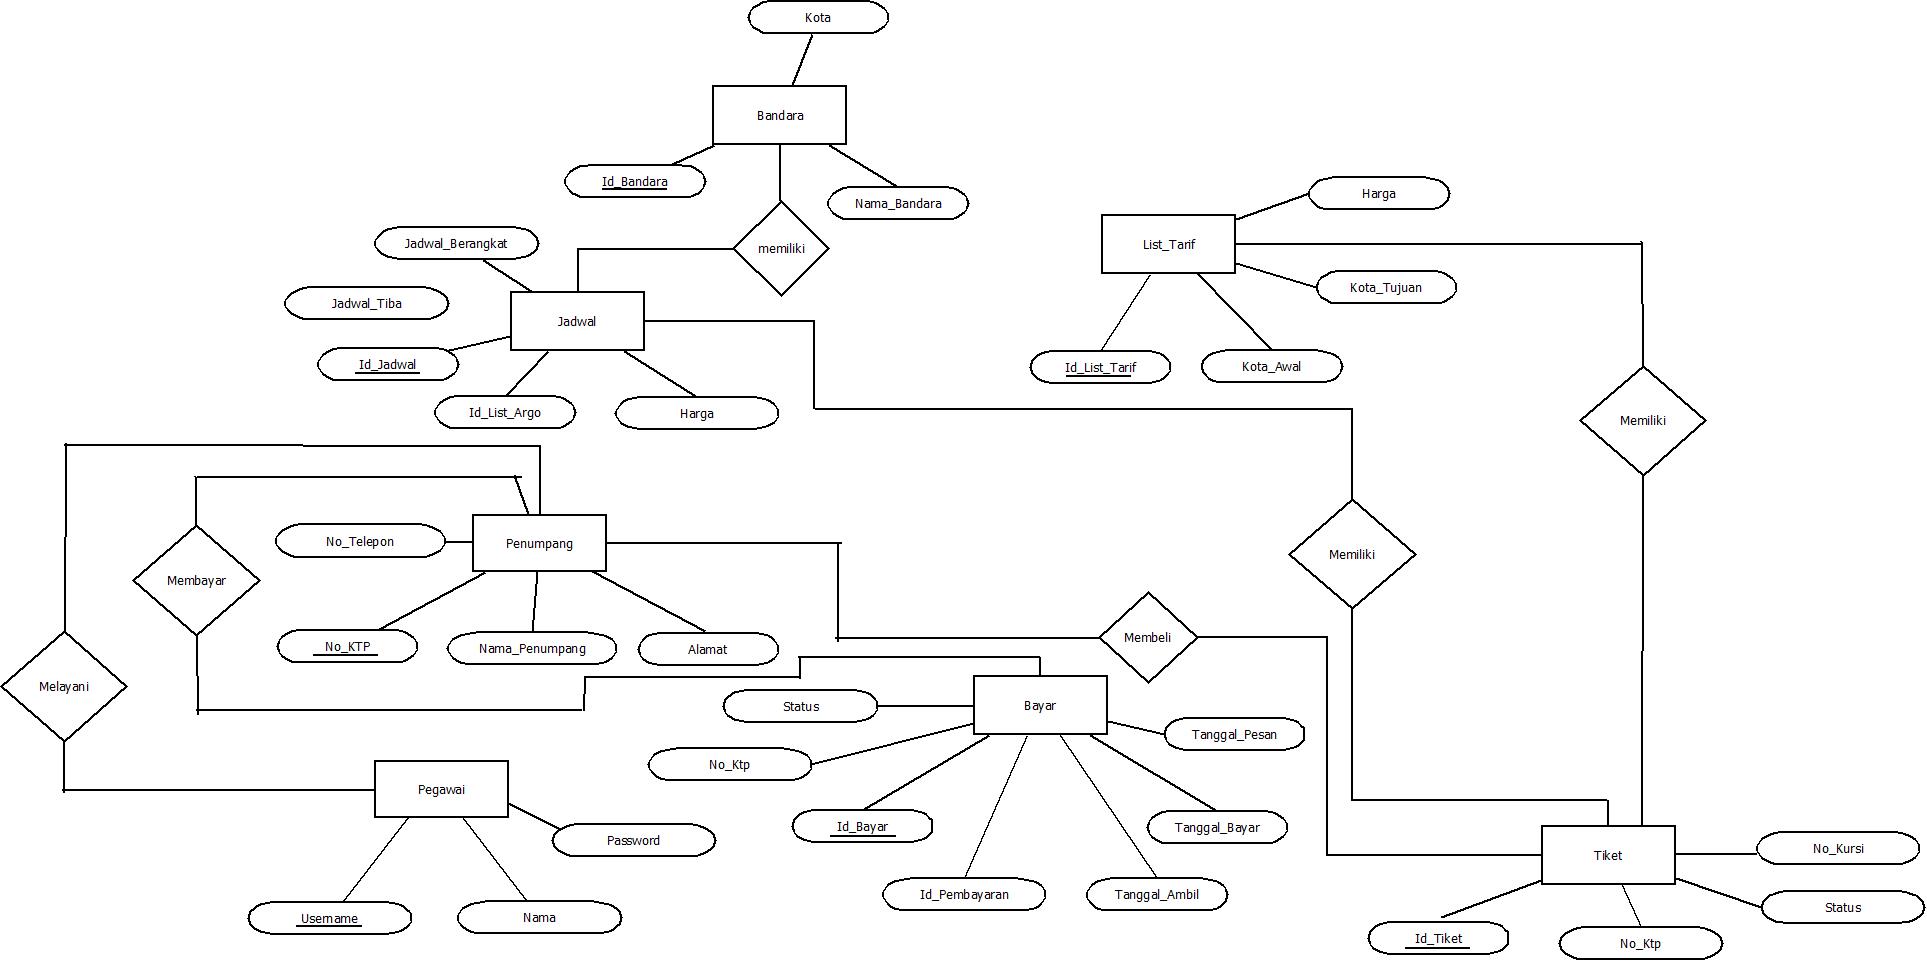 Kota
Bandara
Id_Bandara
Nama_Bandara
memiliki
Harga
List_Tarif
Kota_Tujuan
Id_List_Tarif
Kota_Awal
Jadwal_Berangkat
Jadwal_Tiba
Jadwal
Id_Jadwal
Id_List_Argo
Harga
Memiliki
Memiliki
No_Telepon
Penumpang
Membayar
No_KTP
Nama_Penumpang
Alamat
Membeli
Melayani
Status
Bayar
Tanggal_Pesan
No_Ktp
Id_Bayar
Tanggal_Bayar
Id_Pembayaran
Tanggal_Ambil
Pegawai
Password
Username
Nama
Tiket
No_Kursi
Status
Id_Tiket
No_Ktp